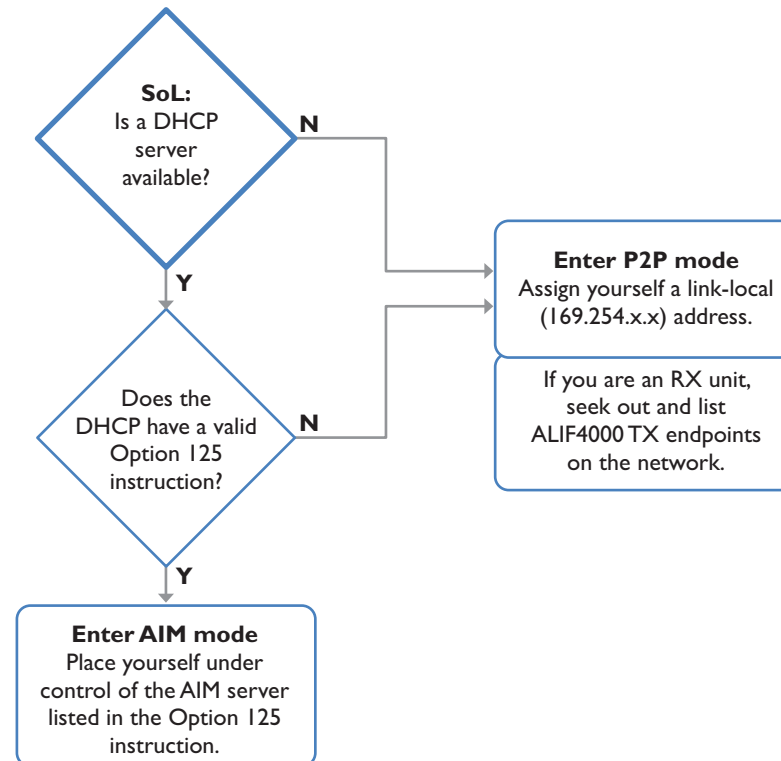 SoL:
Is a DHCP
server
available?
N
Y
Enter P2P mode
Assign yourself a link-local
(169.254.x.x) address.
If you are an RX unit,
seek out and list
ALIF4000 TX endpoints
on the network.
Does the
DHCP have a valid
Option 125
instruction?
N
Y
Enter AIM mode
Place yourself under
control of the AIM server
listed in the Option 125
instruction.